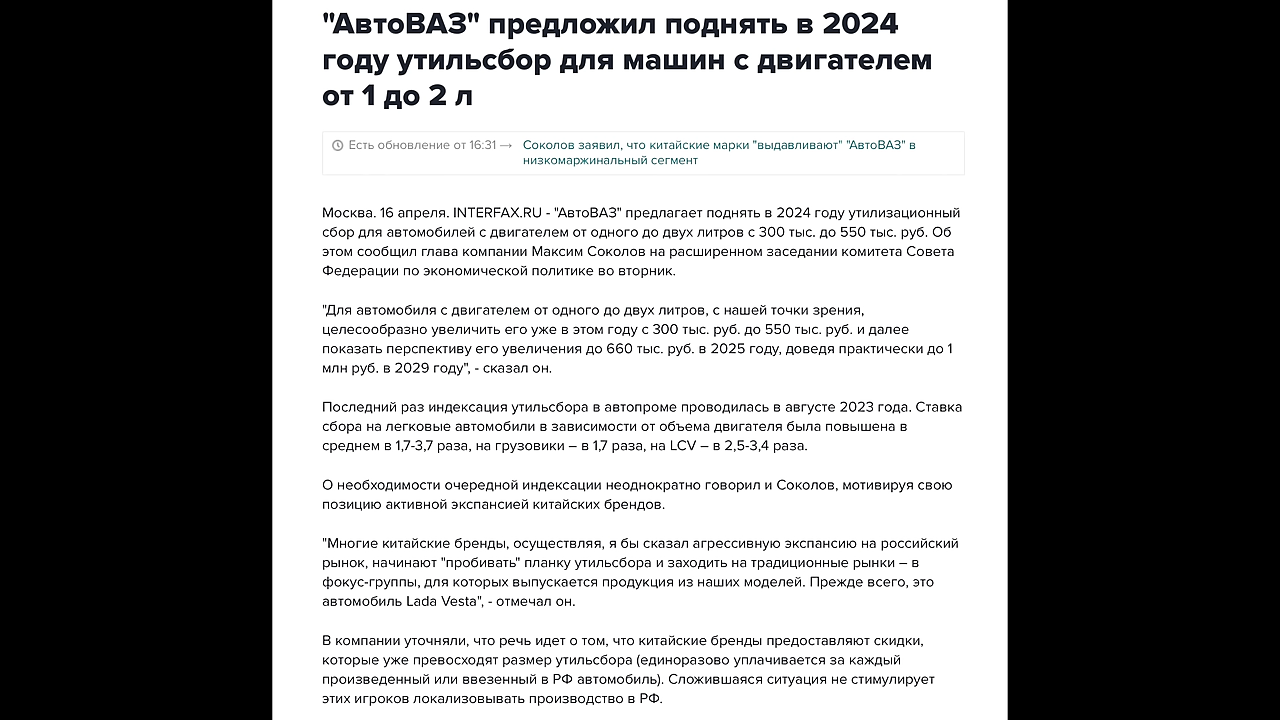 "АвтоВАЗ" предложил поднять в 2024
году утильсбор для машин с двигателем
от 1 до 2 л
Есть обновление от 16:31 → Соколов заявил, что китайские марки "выдавливают" "АвтоВАЗ" в
низкомаржинальный сегмент
Москва. 16 апреля. INTERFAX.RU - "АвтоВАЗ" предлагает поднять в 2024 году утилизационный
сбор для автомобилей с двигателем от одного до двух литров с 300 тыс. до 550 тыс. руб. Об
этом сообщил глава компании Максим Соколов на расширенном заседании комитета Совета
Федерации по экономической политике во вторник.
"Для автомобиля с двигателем от одного до двух литров, с нашей точки зрения,
целесообразно увеличить его уже в этом году с 300 тыс. руб. до 550 тыс. руб. и далее
показать перспективу его увеличения до 660 тыс. руб. в 2025 году, доведя практически до 1
млн руб. в 2029 году", - сказал он.
Последний раз индексация утильсбора в автопроме проводилась в августе 2023 года. Ставка
сбора на легковые автомобили в зависимости от объема двигателя была повышена в
среднем в 1,7-3,7 раза, на грузовики – в 1,7 раза, на LCV – в 2,5-3,4 раза.
О необходимости очередной индексации неоднократно говорил и Соколов, мотивируя свою
позицию активной экспансией китайских брендов.
"Многие китайские бренды, осуществляя, я бы сказал агрессивную экспансию на российский
рынок, начинают "пробивать" планку утильсбора и заходить на традиционные рынки – в
фокус-группы, для которых выпускается продукция из наших моделей. Прежде всего, это
автомобиль Lada Vesta", - отмечал он.
В компании уточняли, что речь идет о том, что китайские бренды предоставляют скидки,
которые уже превосходят размер утильсбора (единоразово уплачивается за каждый
произведенный или ввезенный в РФ автомобиль). Сложившаяся ситуация не стимулирует
этих игроков локализовывать производство в РФ.